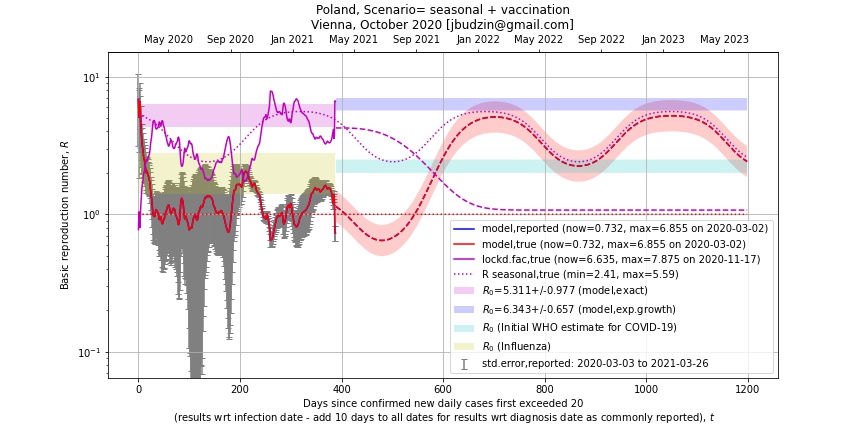 Poland, Scenario= seasonal + vaccination
Vienna, October 2020 [jbudzin@gmail.com]
May 2020 Sep 2020 Jan 2021 May 2021 Sep 2021 Jan 2022 May 2022 Sep 2022 Jan 2023 May 2023
Basic reproduction number, R
10¹
10⁰
10⁻¹
model,reported (now=0.732, max=6.855 on 2020-03-02)
model,true (now=0.732, max=6.855 on 2020-03-02)
lockd.fac,true (now=6.635, max=7.875 on 2020-11-17)
R seasonal,true (min=2.41, max=5.59)
R₀=5.311+/-0.977 (model,exact)
R₀=6.343+/-0.657 (model,exp.growth)
R₀ (Initial WHO estimate for COVID-19)
R₀ (Influenza)
std.error,reported: 2020-03-03 to 2021-03-26
0 200 400 600 800 1000 1200
Days since confirmed new daily cases first exceeded 20
(results wrt infection date - add 10 days to all dates for results wrt diagnosis date as commonly reported), t